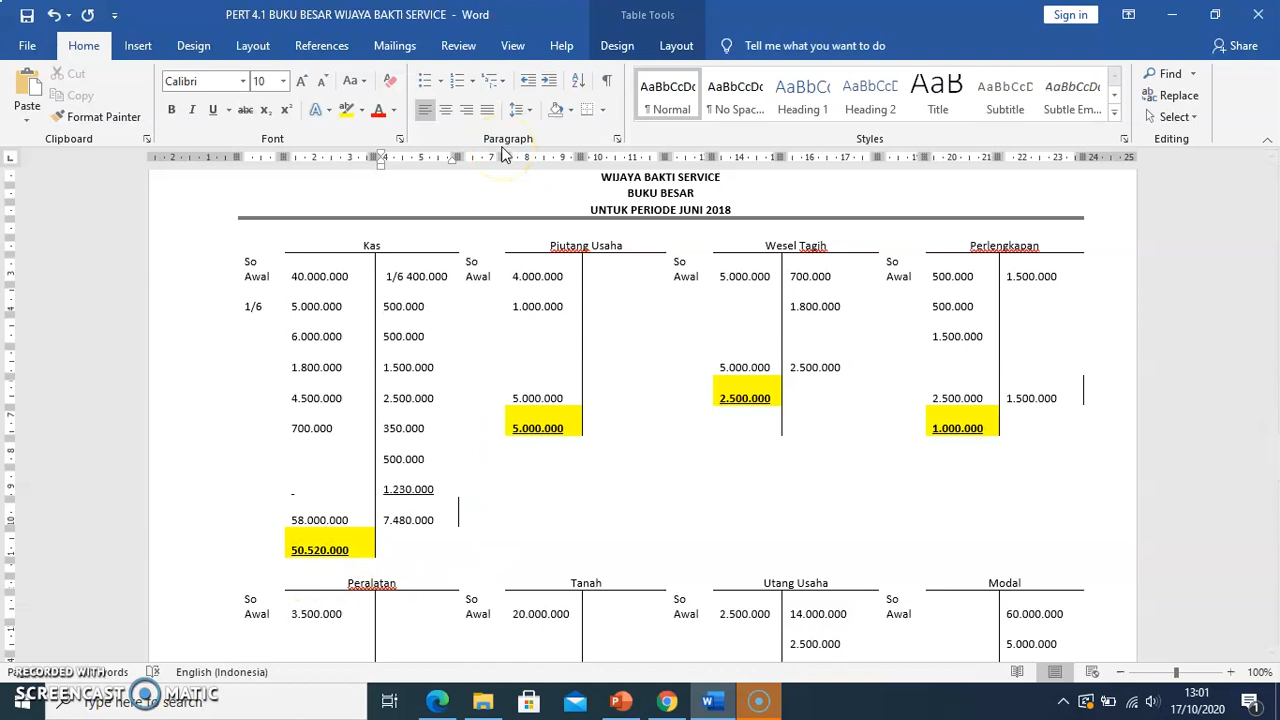 PERT 4.1 BUKU BESAR WIJAYA BAKTI SERVICE - Word
Table Tools
Sign in
File Home Insert Design Layout References Mailings Review View Help Design Layout Tell me what you want to do Share
Paste
Cut
Copy
Format Painter
Clipboard
Calibri 10
Font
Paragraph
AaBbCcDc AaBbCcDc AaBbCc AaBbCcD AaB AaBbCcD AaBbCcDc
¶ Normal ¶ No Spac... Heading 1 Heading 2 Title Subtitle Subtle Em...
Styles
Find
Replace
Select
Editing
WIJAYA BAKTI SERVICE
BUKU BESAR
UNTUK PERIODE JUNI 2018
Kas Piutang Usaha Wesel Tagih Perlengkapan
So Awal 40.000.000 1/6 400.000 So Awal 4.000.000 So Awal 5.000.000 700.000 So Awal 500.000 1.500.000
1/6 5.000.000 500.000 1.000.000 1.800.000 500.000
6.000.000 500.000 1.500.000
1.800.000 1.500.000 5.000.000 2.500.000
4.500.000 2.500.000 5.000.000 2.500.000 2.500.000 1.500.000
700.000 350.000 5.000.000 1.000.000
500.000
- 1.230.000
58.000.000 7.480.000
50.520.000
Peralatan Tanah Utang Usaha Modal
So Awal 3.500.000 So Awal 20.000.000 So Awal 2.500.000 14.000.000 So Awal 60.000.000
2.500.000 5.000.000
RECORDED WITH
SCREENCAST MATIC
words
English (Indonesia)
100%
Type here to search
13:01
17/10/2020